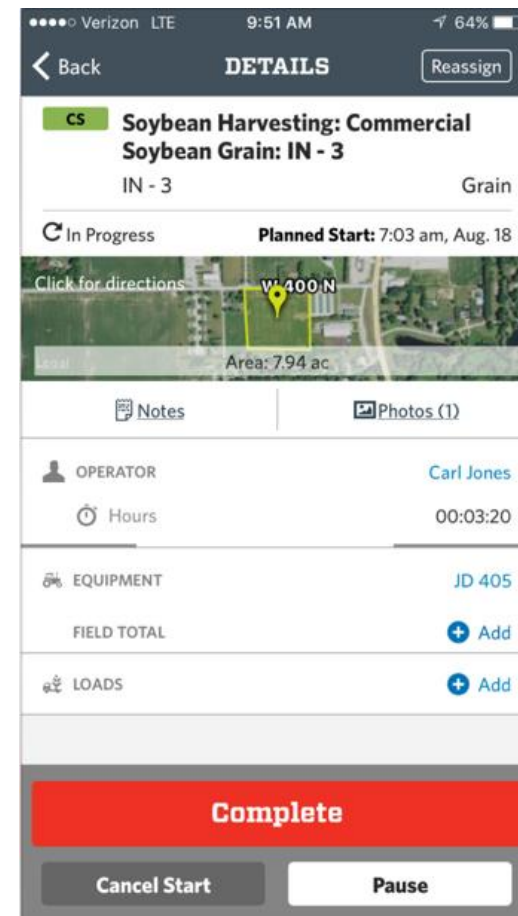 Verizon LTE 9:51 AM 64%
Back DETAILS Reassign
CS Soybean Harvesting: Commercial
Soybean Grain: IN - 3
IN - 3 Grain
In Progress Planned Start: 7:03 am, Aug. 18
Click for directions W 400 N
Legal Area: 7.94 ac
Notes Photos (1)
OPERATOR Carl Jones
Hours 00:03:20
EQUIPMENT JD 405
FIELD TOTAL Add
LOADS Add
Complete
Cancel Start Pause